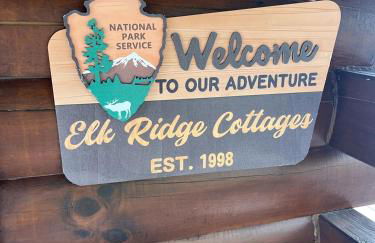 NATIONAL
PARK
SERVICE
Welcome
TO OUR ADVENTURE
Elk Ridge Cottages
EST. 1998